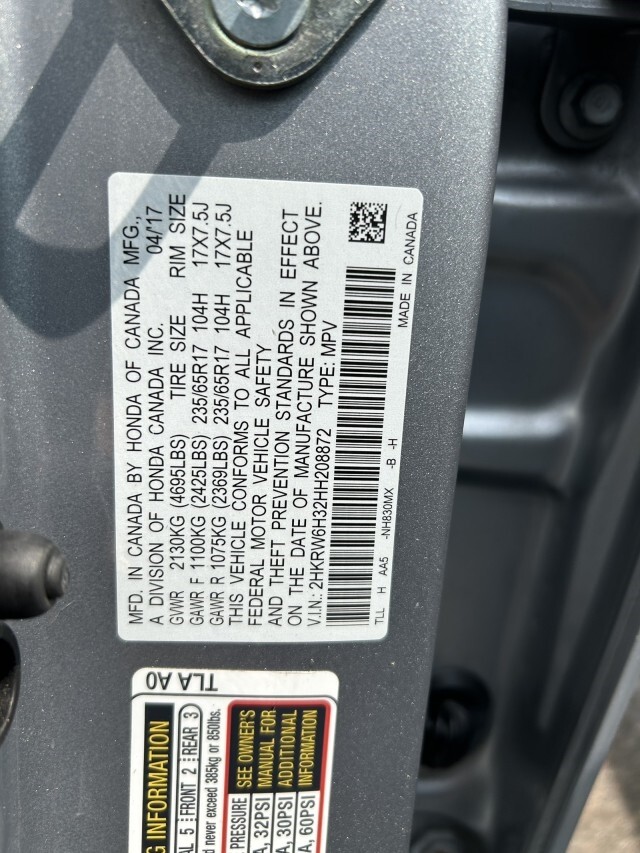 MFD. IN CANADA BY HONDA OF CANADA MFG.,
A DIVISION OF HONDA CANADA INC. 04/17
GVWR 2130KG (4695LBS) TIRE SIZE RIM SIZE
GAWR F 1100KG (2425LBS) 235/65R17 104H 17X7.5J
GAWR R 1075KG (2369LBS) 235/65R17 104H 17X7.5J
THIS VEHICLE CONFORMS TO ALL APPLICABLE
FEDERAL MOTOR VEHICLE SAFETY
AND THEFT PREVENTION STANDARDS IN EFFECT
ON THE DATE OF MANUFACTURE SHOWN ABOVE.
V.I.N.: 2HKRW6H32HH208872 TYPE: MPV
TLL H AA5 -NH830MX -B -H
MADE IN CANADA
TLA A0
G INFORMATION
AL 5 FRONT 2 REAR 3
d never exceed 385kg or 850lbs.
PRESSURE
A, 32PSI
A, 30PSI
A, 60PSI
SEE OWNER'S
MANUAL FOR
ADDITIONAL
INFORMATION